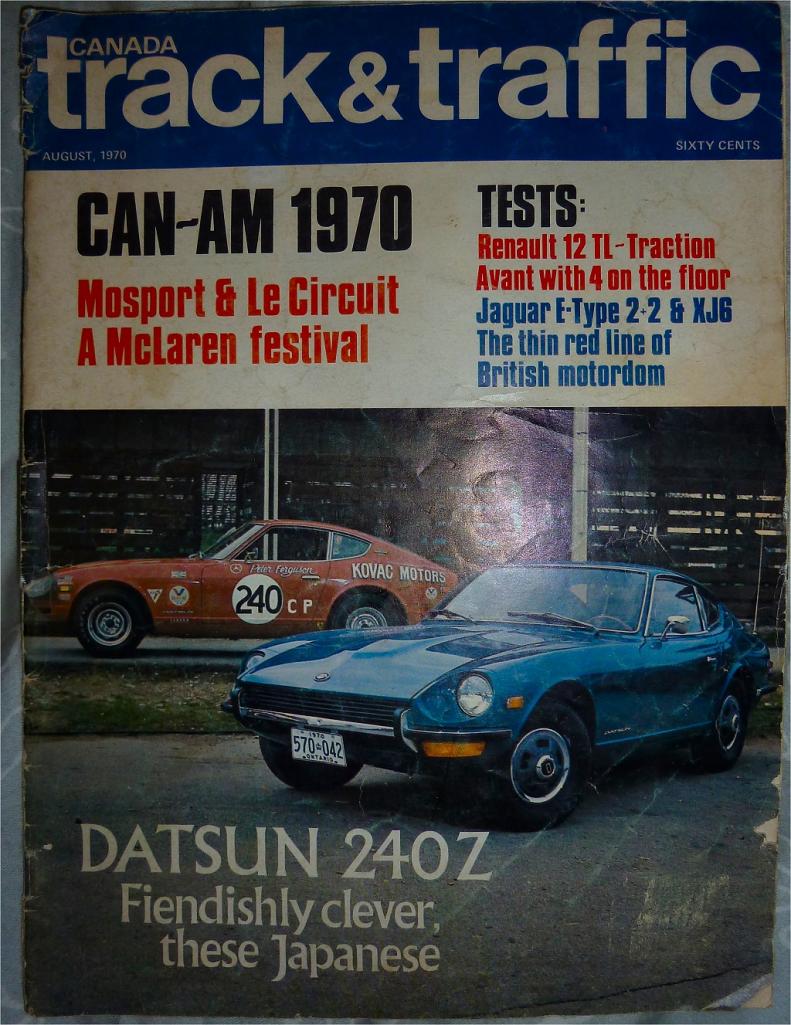 CANADA
track & traffic
AUGUST, 1970
SIXTY CENTS
CAN-AM 1970
Mosport & Le Circuit
A McLaren festival
TESTS:
Renault 12 TL-Traction
Avant with 4 on the floor
Jaguar E-Type 2+2 & XJ6
The thin red line of
British motordom
Peter Ferguson
KOVAC MOTORS
240 CP
DATSUN
1970
570 042
ONTARIO
DATSUN 240Z
Fiendishly clever,
these Japanese